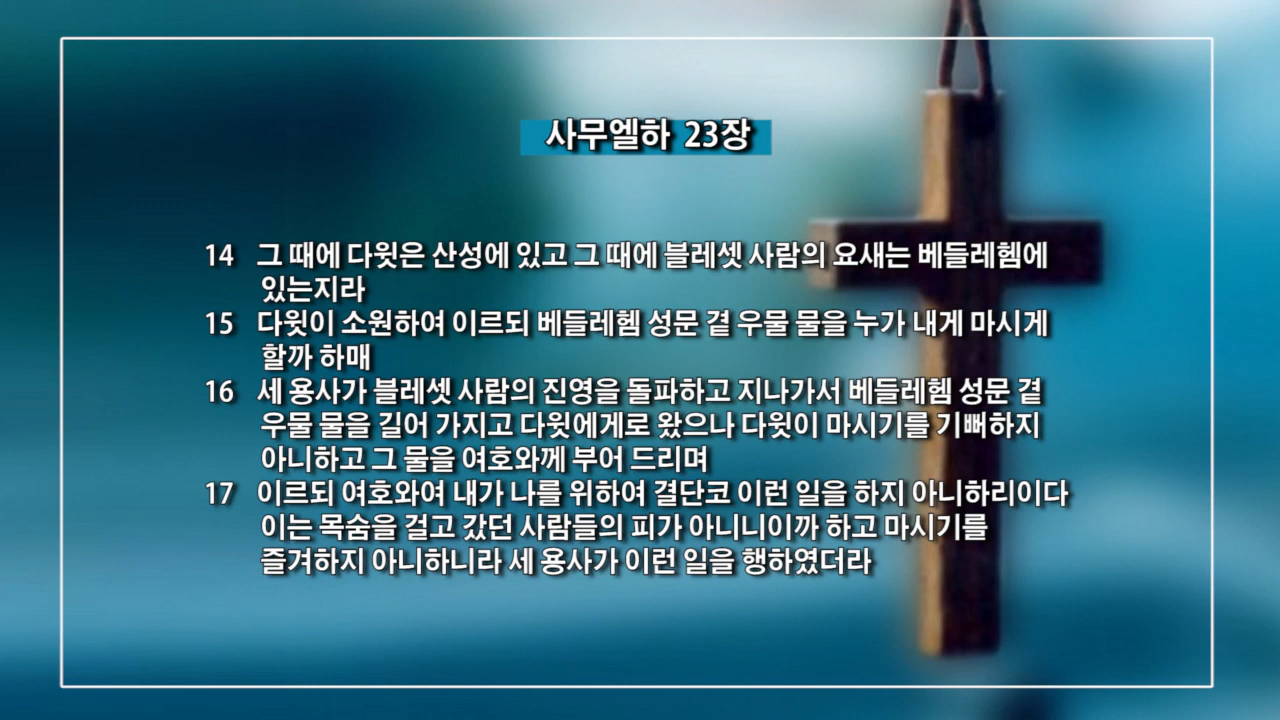 사무엘하 23장
14 그 때에 다윗은 산성에 있고 그 때에 블레셋 사람의 요새는 베들레헴에
있는지라
15 다윗이 소원하여 이르되 베들레헴 성문 곁 우물 물을 누가 내게 마시게
할까 하매
16 세 용사가 블레셋 사람의 진영을 돌파하고 지나가서 베들레헴 성문 곁
우물 물을 길어 가지고 다윗에게로 왔으나 다윗이 마시기를 기뻐하지
아니하고 그 물을 여호와께 부어 드리며
17 이르되 여호와여 내가 나를 위하여 결단코 이런 일을 하지 아니하리이다
이는 목숨을 걸고 갔던 사람들의 피가 아니니이까 하고 마시기를
즐겨하지 아니하니라 세 용사가 이런 일을 행하였더라